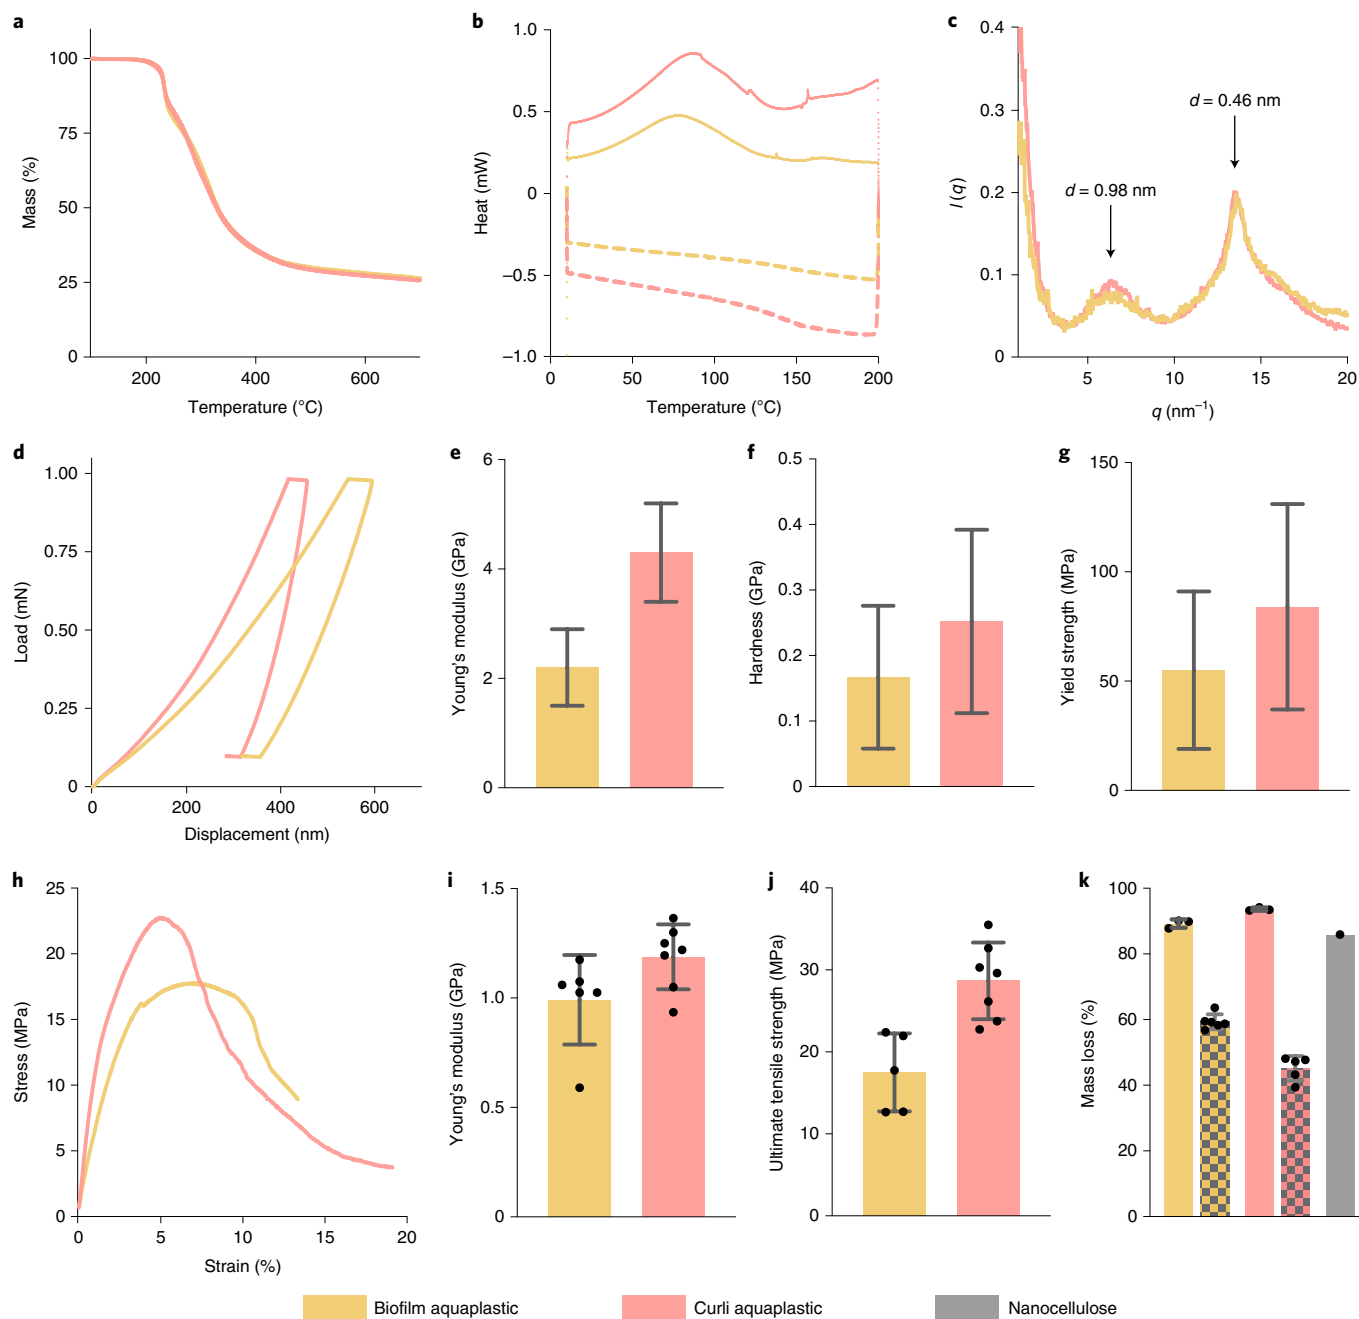 a
100
75
50
25
0
Mass (%)
200
400
600
Temperature (°C)
b
1.0
0.5
0
−0.5
−1.0
Heat (mW)
0
50
100
150
200
Temperature (°C)
c
0.4
0.3
0.2
0.1
0
I (q)
d = 0.46 nm
d = 0.98 nm
5
10
15
20
q (nm⁻¹)
d
1.00
0.75
0.50
0.25
0
Load (mN)
0
200
400
600
Displacement (nm)
e
6
4
2
0
Young's modulus (GPa)
f
0.5
0.4
0.3
0.2
0.1
0
Hardness (GPa)
g
150
100
50
0
Yield strength (MPa)
h
25
20
15
10
5
0
Stress (MPa)
0
5
10
15
20
Strain (%)
i
1.5
1.0
0.5
0
Young's modulus (GPa)
j
40
30
20
10
0
Ultimate tensile strength (MPa)
k
100
80
60
40
20
0
Mass loss (%)
Biofilm aquaplastic
Curli aquaplastic
Nanocellulose